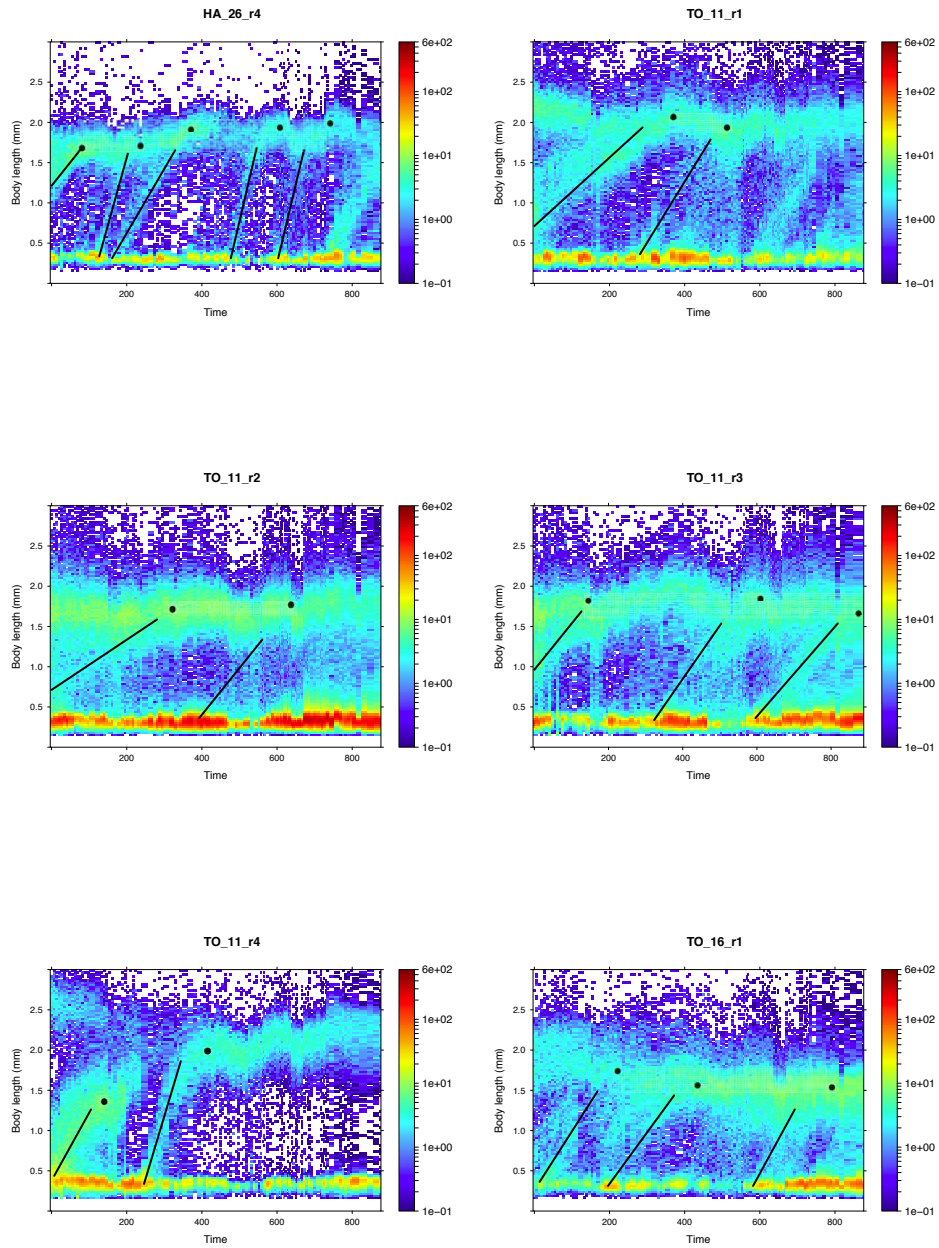 HA_26_r4
TO_11_r1
Body length (mm)
2.5
2.0
1.5
1.0
0.5
200
400
600
800
Time
6e+02
1e+02
1e+01
1e+00
1e−01
Body length (mm)
2.5
2.0
1.5
1.0
0.5
200
400
600
800
Time
6e+02
1e+02
1e+01
1e+00
1e−01
TO_11_r2
TO_11_r3
Body length (mm)
2.5
2.0
1.5
1.0
0.5
200
400
600
800
Time
6e+02
1e+02
1e+01
1e+00
1e−01
Body length (mm)
2.5
2.0
1.5
1.0
0.5
200
400
600
800
Time
6e+02
1e+02
1e+01
1e+00
1e−01
TO_11_r4
TO_16_r1
Body length (mm)
2.5
2.0
1.5
1.0
0.5
200
400
600
800
Time
6e+02
1e+02
1e+01
1e+00
1e−01
Body length (mm)
2.5
2.0
1.5
1.0
0.5
200
400
600
800
Time
6e+02
1e+02
1e+01
1e+00
1e−01